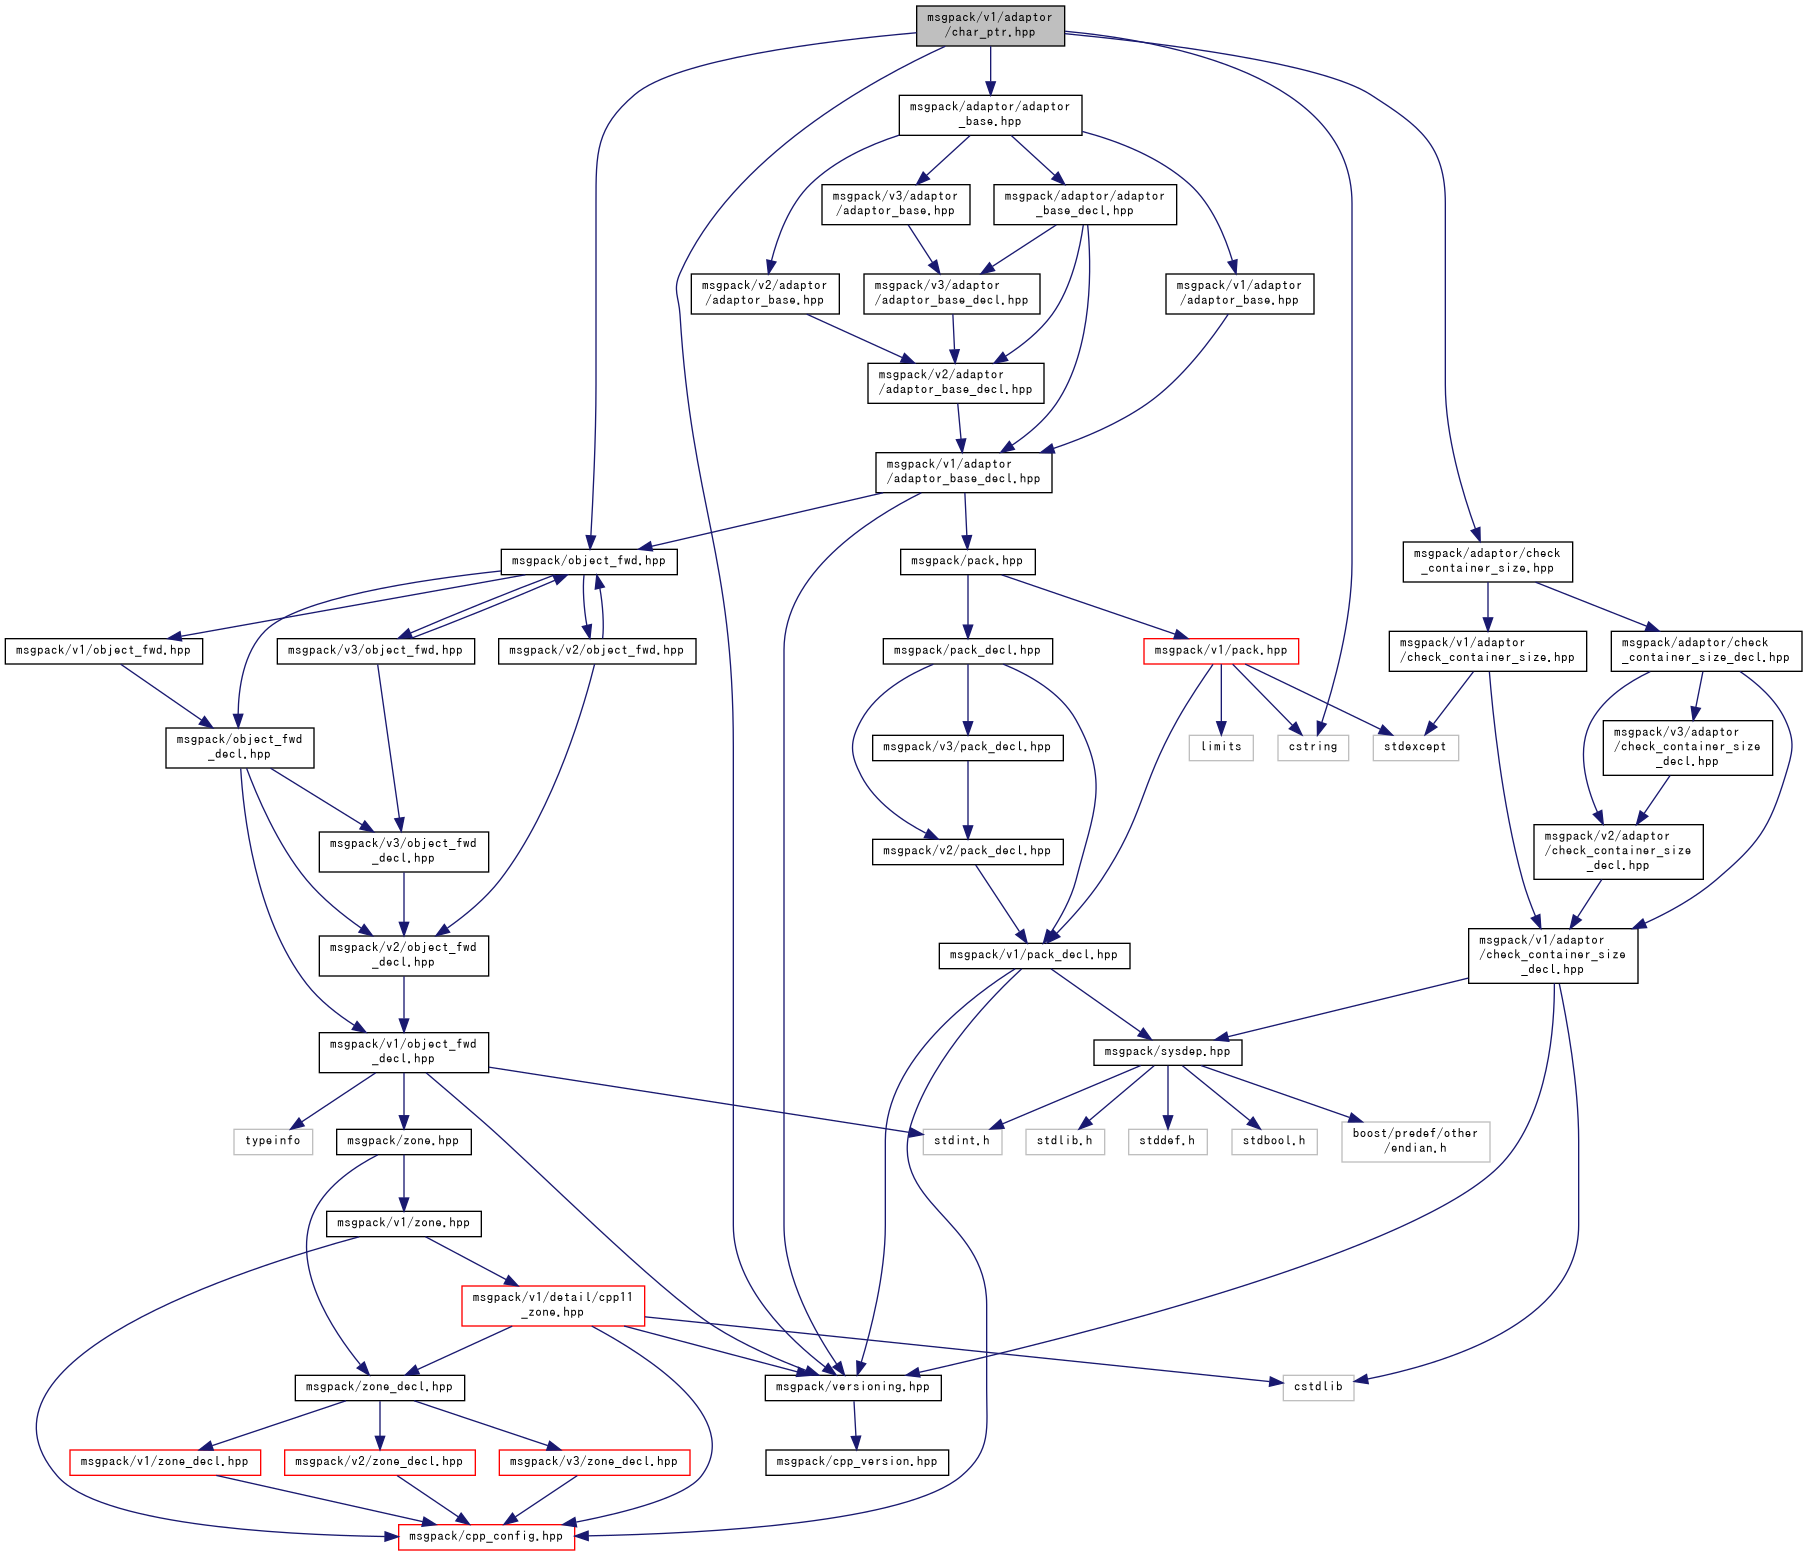 msgpack/v1/adaptor
/char_ptr.hpp
msgpack/adaptor/adaptor
_base.hpp
msgpack/v3/adaptor
/adaptor_base.hpp
msgpack/adaptor/adaptor
_base_decl.hpp
msgpack/v2/adaptor
/adaptor_base.hpp
msgpack/v3/adaptor
/adaptor_base_decl.hpp
msgpack/v1/adaptor
/adaptor_base.hpp
msgpack/v2/adaptor
/adaptor_base_decl.hpp
msgpack/v1/adaptor
/adaptor_base_decl.hpp
msgpack/object_fwd.hpp
msgpack/pack.hpp
msgpack/adaptor/check
_container_size.hpp
msgpack/v1/object_fwd.hpp
msgpack/v3/object_fwd.hpp
msgpack/v2/object_fwd.hpp
msgpack/pack_decl.hpp
msgpack/v1/pack.hpp
msgpack/v1/adaptor
/check_container_size.hpp
msgpack/adaptor/check
_container_size_decl.hpp
msgpack/object_fwd
_decl.hpp
msgpack/v3/pack_decl.hpp
limits
cstring
stdexcept
msgpack/v3/adaptor
/check_container_size
_decl.hpp
msgpack/v3/object_fwd
_decl.hpp
msgpack/v2/pack_decl.hpp
msgpack/v2/adaptor
/check_container_size
_decl.hpp
msgpack/v2/object_fwd
_decl.hpp
msgpack/v1/pack_decl.hpp
msgpack/v1/adaptor
/check_container_size
_decl.hpp
msgpack/v1/object_fwd
_decl.hpp
msgpack/sysdep.hpp
typeinfo
msgpack/zone.hpp
stdint.h
stdlib.h
stddef.h
stdbool.h
boost/predef/other
/endian.h
msgpack/v1/zone.hpp
msgpack/v1/detail/cpp11
_zone.hpp
msgpack/zone_decl.hpp
msgpack/versioning.hpp
cstdlib
msgpack/v1/zone_decl.hpp
msgpack/v2/zone_decl.hpp
msgpack/v3/zone_decl.hpp
msgpack/cpp_version.hpp
msgpack/cpp_config.hpp